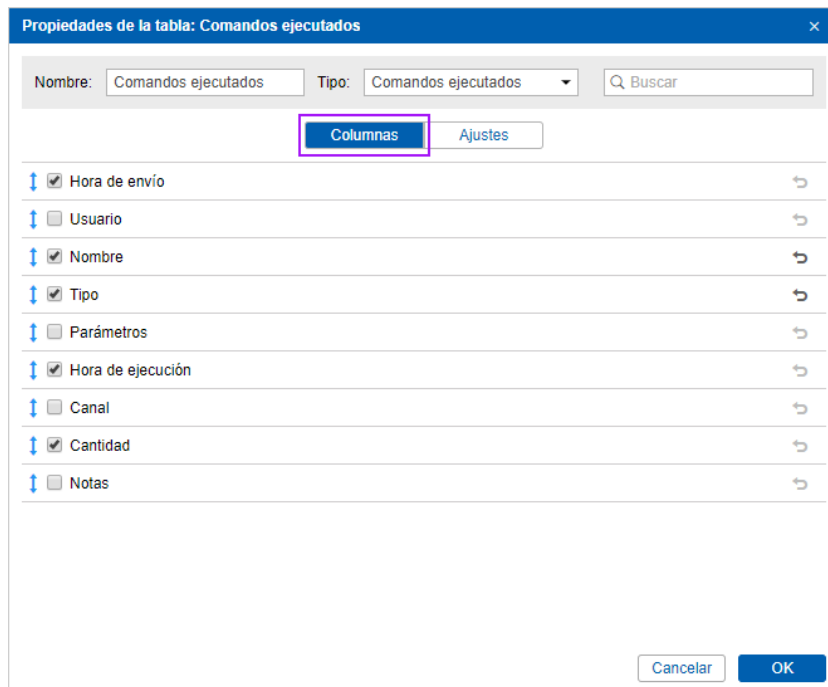 Propiedades de la tabla: Comandos ejecutados ×
Nombre: Comandos ejecutados Tipo: Comandos ejecutados Buscar
Columnas Ajustes
Hora de envío
Usuario
Nombre
Tipo
Parámetros
Hora de ejecución
Canal
Cantidad
Notas
Cancelar OK